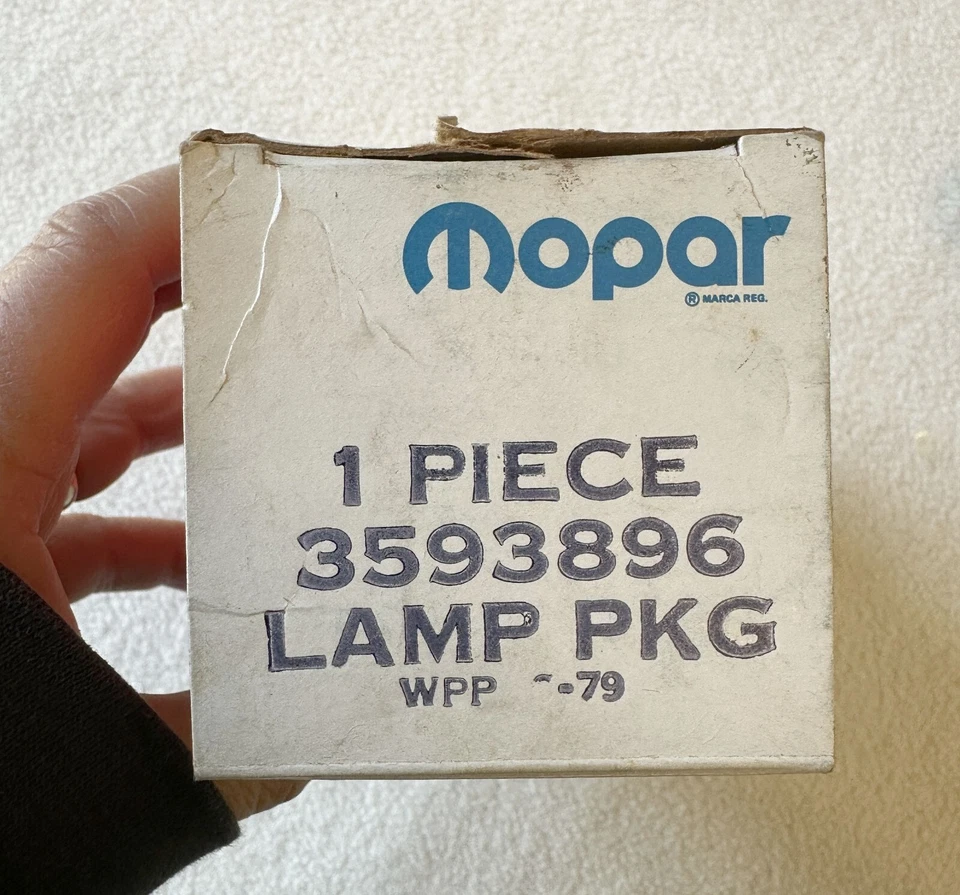 mopar
® MARCA REG.
1 PIECE
3593896
LAMP PKG
WPP -79